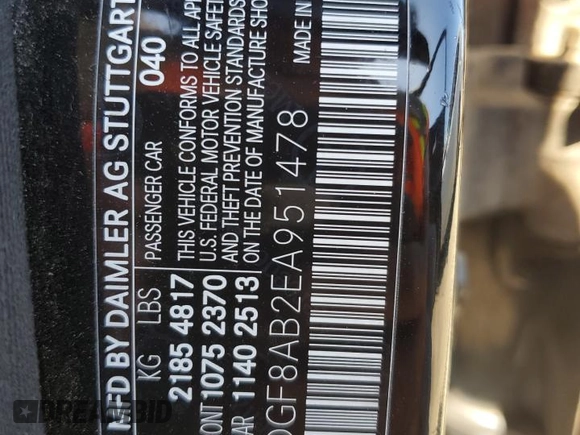 MFD BY DAIMLER AG STUTTGART
040
KG LBS PASSENGER CAR
2185 4817
ONT 1075 2370
AR 1140 2513
THIS VEHICLE CONFORMS TO ALL AP
U.S. FEDERAL MOTOR VEHICLE SAFET
AND THEFT PREVENTION STANDARDS
ON THE DATE OF MANUFACTURE SHO
MADE IN
GF8AB2EA951478
DREAMBID